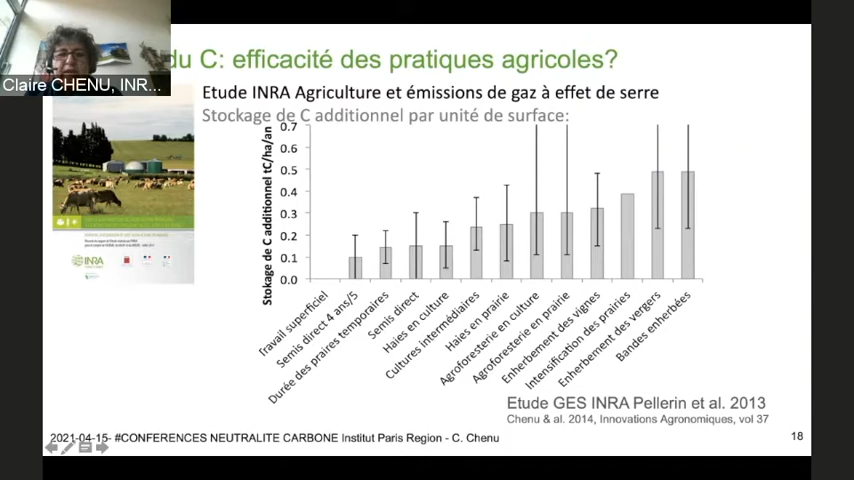 Claire CHENU, INR...
du C: efficacité des pratiques agricoles?
Etude INRA Agriculture et émissions de gaz à effet de serre
Stockage de C additionnel par unité de surface:
Stokage de C additionnel tC/ha/an
0.7
0.6
0.5
0.4
0.3
0.2
0.1
0.0
Travail superficiel
Semis direct 4 ans/5
Durée des praires temporaires
Semis direct
Haies en culture
Cultures intermédiaires
Haies en prairie
Agroforesterie en culture
Agroforesterie en prairie
Enherbement des vignes
Intensification des prairies
Enherbement des vergers
Bandes enherbées
INRA
Etude GES INRA Pellerin et al. 2013
Chenu & al. 2014, Innovations Agronomiques, vol 37
2021-04-15- #CONFERENCES NEUTRALITE CARBONE Institut Paris Region - C. Chenu
18